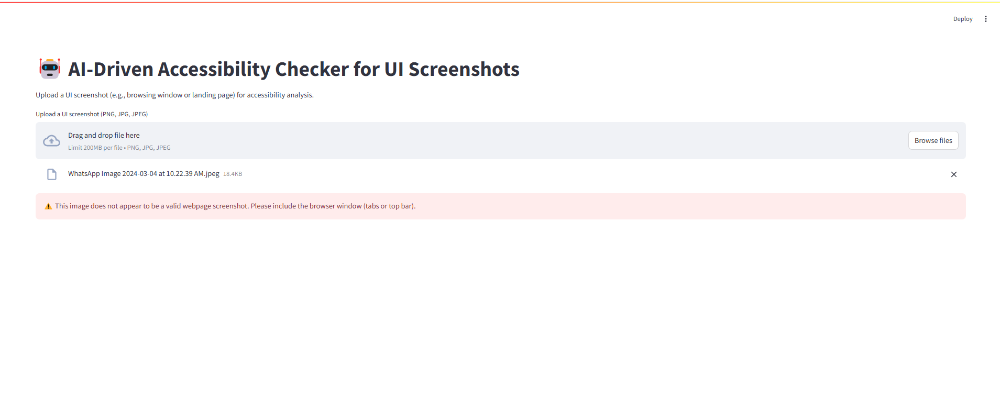 Deploy
AI-Driven Accessibility Checker for UI Screenshots
Upload a UI screenshot (e.g., browsing window or landing page) for accessibility analysis.
Upload a UI screenshot (PNG, JPG, JPEG)
Drag and drop file here
Limit 200MB per file • PNG, JPG, JPEG
Browse files
WhatsApp Image 2024-03-04 at 10.22.39 AM.jpeg 18.4KB
This image does not appear to be a valid webpage screenshot. Please include the browser window (tabs or top bar).